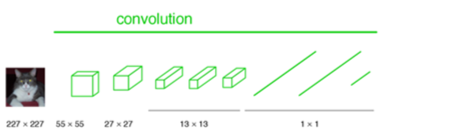 convolution
227 × 227 55 × 55 27 × 27 13 × 13 1 × 1